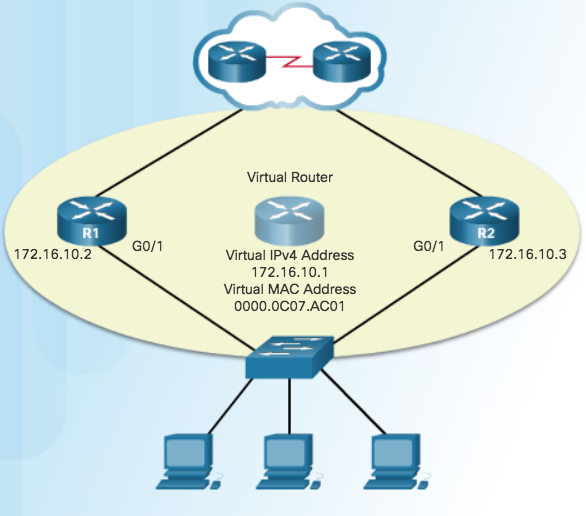 Virtual Router
R1
R2
172.16.10.2
G0/1
Virtual IPv4 Address
172.16.10.1
Virtual MAC Address
0000.0C07.AC01
G0/1
172.16.10.3